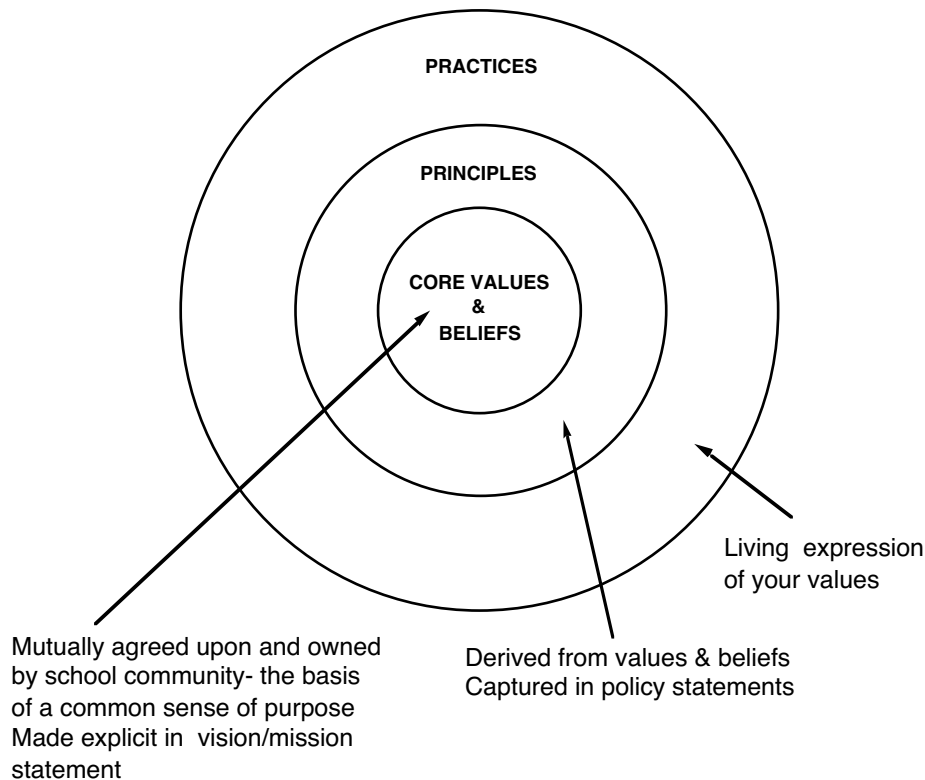 PRACTICES
PRINCIPLES
CORE VALUES
&
BELIEFS
Living  expression
of your values
Mutually agreed upon and owned
by school community- the basis
of a common sense of purpose
Made explicit in  vision/mission
statement
Derived from values & beliefs
Captured in policy statements